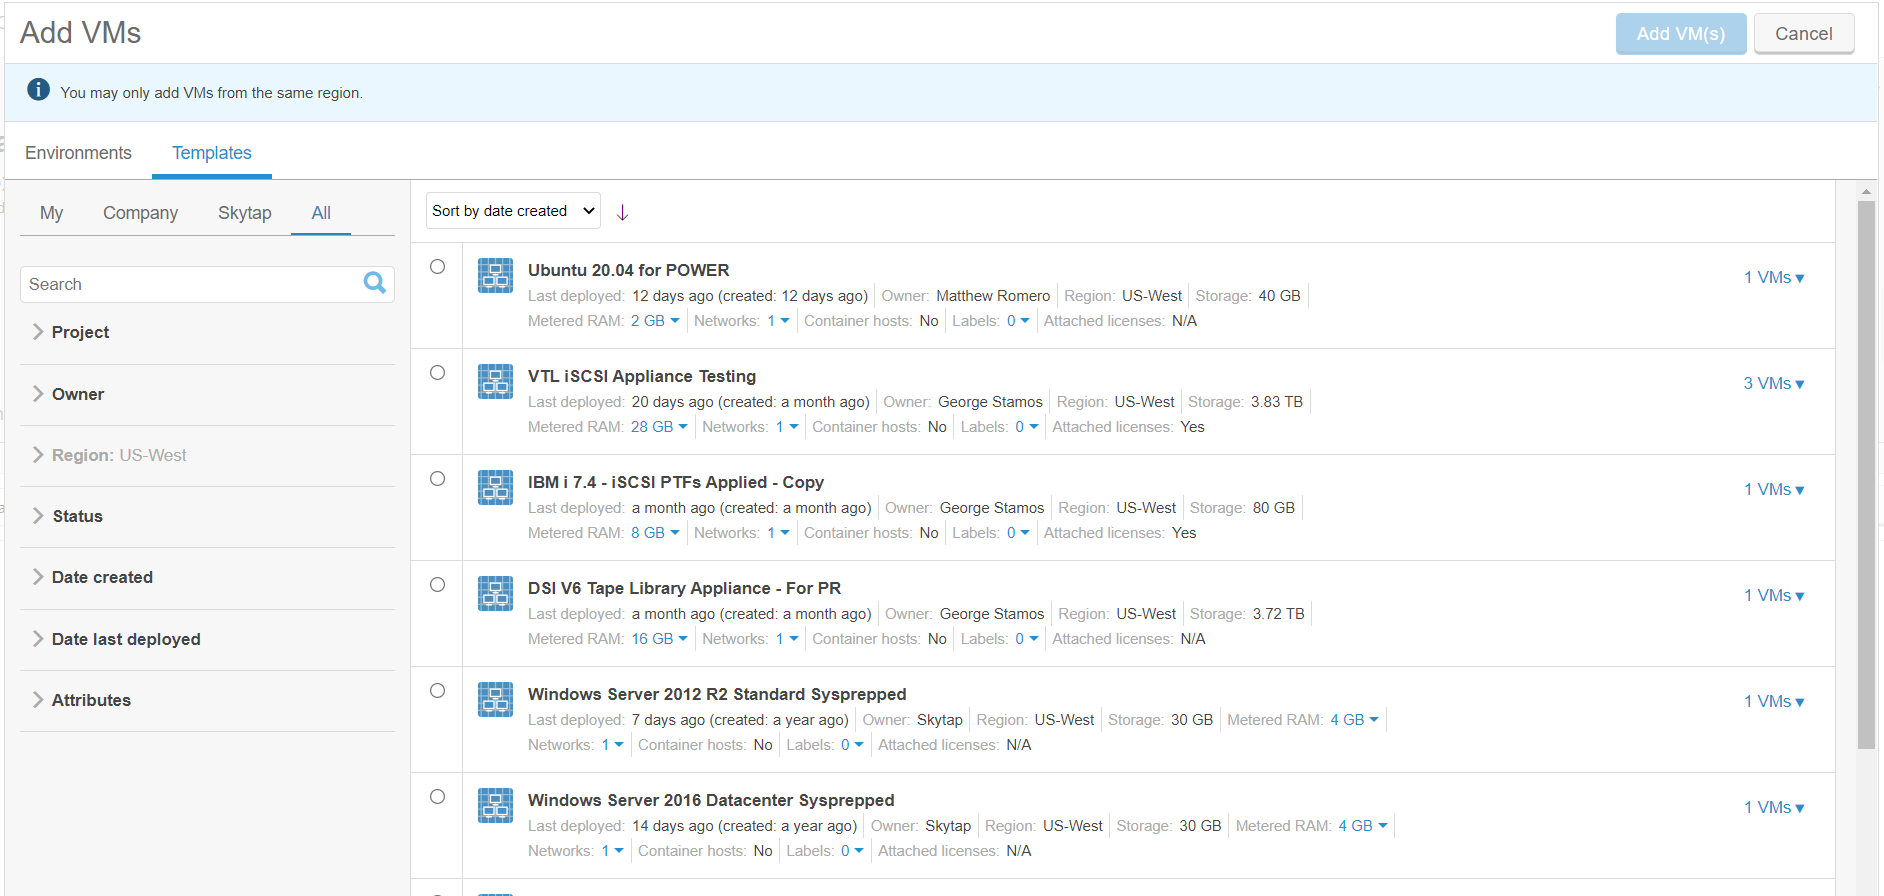 Add VMs
Add VM(s)
Cancel
You may only add VMs from the same region.
Environments
Templates
My
Company
Skytap
All
Search
Project
Owner
Region: US-West
Status
Date created
Date last deployed
Attributes
Sort by date created
Ubuntu 20.04 for POWER
1 VMs
Last deployed: 12 days ago (created: 12 days ago) Owner: Matthew Romero Region: US-West Storage: 40 GB
Metered RAM: 2 GB Networks: 1 Container hosts: No Labels: 0 Attached licenses: N/A
VTL iSCSI Appliance Testing
3 VMs
Last deployed: 20 days ago (created: a month ago) Owner: George Stamos Region: US-West Storage: 3.83 TB
Metered RAM: 28 GB Networks: 1 Container hosts: No Labels: 0 Attached licenses: Yes
IBM i 7.4 - iSCSI PTFs Applied - Copy
1 VMs
Last deployed: a month ago (created: a month ago) Owner: George Stamos Region: US-West Storage: 80 GB
Metered RAM: 8 GB Networks: 1 Container hosts: No Labels: 0 Attached licenses: Yes
DSI V6 Tape Library Appliance - For PR
1 VMs
Last deployed: a month ago (created: a month ago) Owner: George Stamos Region: US-West Storage: 3.72 TB
Metered RAM: 16 GB Networks: 1 Container hosts: No Labels: 0 Attached licenses: N/A
Windows Server 2012 R2 Standard Sysprepped
1 VMs
Last deployed: 7 days ago (created: a year ago) Owner: Skytap Region: US-West Storage: 30 GB Metered RAM: 4 GB
Networks: 1 Container hosts: No Labels: 0 Attached licenses: N/A
Windows Server 2016 Datacenter Sysprepped
1 VMs
Last deployed: 14 days ago (created: a year ago) Owner: Skytap Region: US-West Storage: 30 GB Metered RAM: 4 GB
Networks: 1 Container hosts: No Labels: 0 Attached licenses: N/A